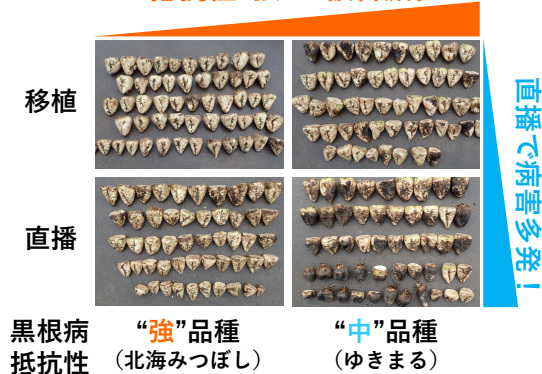 移植
直播で病害多発！
直播
黒根病
抵抗性
“強”品種
（北海みつぼし）
“中”品種
（ゆきまる）